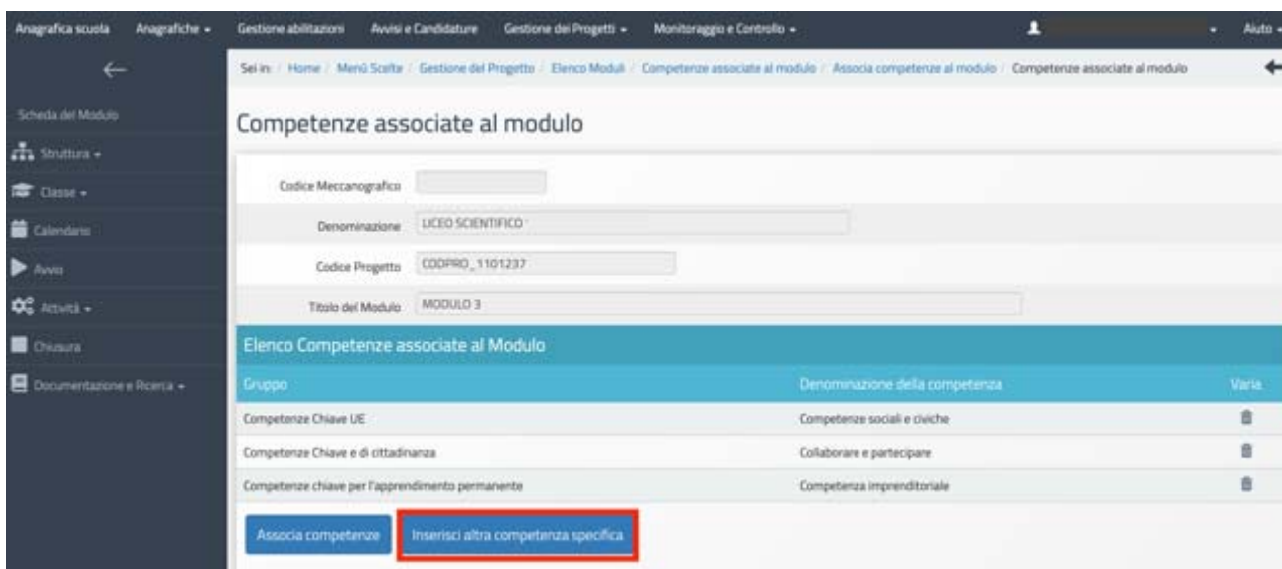 Anagrafica scuola Anagrafiche Gestione abilitazioni Avvisi e Candidature Gestione dei Progetti Monitoraggio e Controllo Aiuto
Sei in: / Home / Menù Scelte / Gestione del Progetto / Elenco Moduli / Competenze associate al modulo / Associa competenze al modulo / Competenze associate al modulo
Scheda del Modulo
Struttura
Classe
Calendario
Avvio
Attività
Chiusura
Documentazione e Ricerca
Competenze associate al modulo
Codice Meccanografico
Denominazione LICEO SCIENTIFICO
Codice Progetto CODPRO_1101237
Titolo del Modulo MODULO 3
Elenco Competenze associate al Modulo
Gruppo Denominazione della competenza Varia
Competenze Chiave UE Competenze sociali e civiche
Competenze Chiave e di cittadinanza Collaborare e partecipare
Competenze chiave per l'apprendimento permanente Competenza imprenditoriale
Associa competenze Inserisci altra competenza specifica